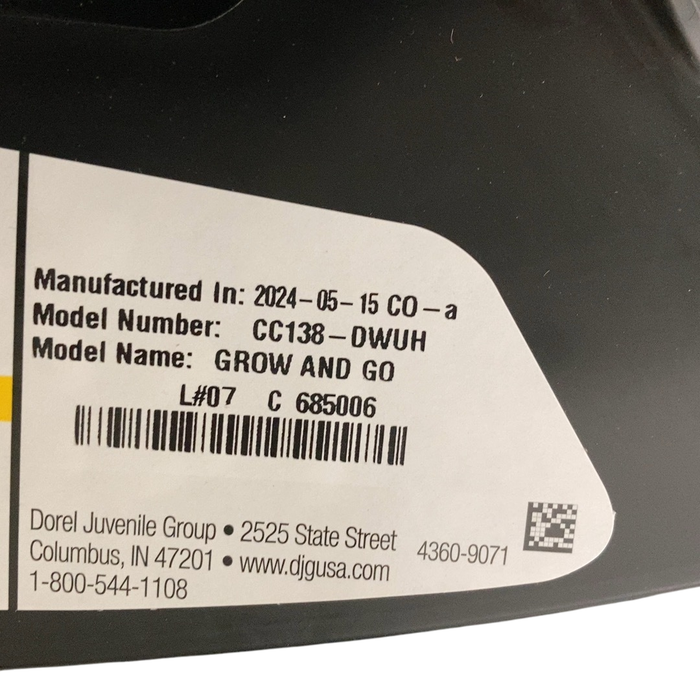 Manufactured In: 2024-05-15 CO-a
Model Number: CC138-DWUH
Model Name: GROW AND GO
L#07 C 685006
Dorel Juvenile Group • 2525 State Street
Columbus, IN 47201 • www.djgusa.com
1-800-544-1108
4360-9071